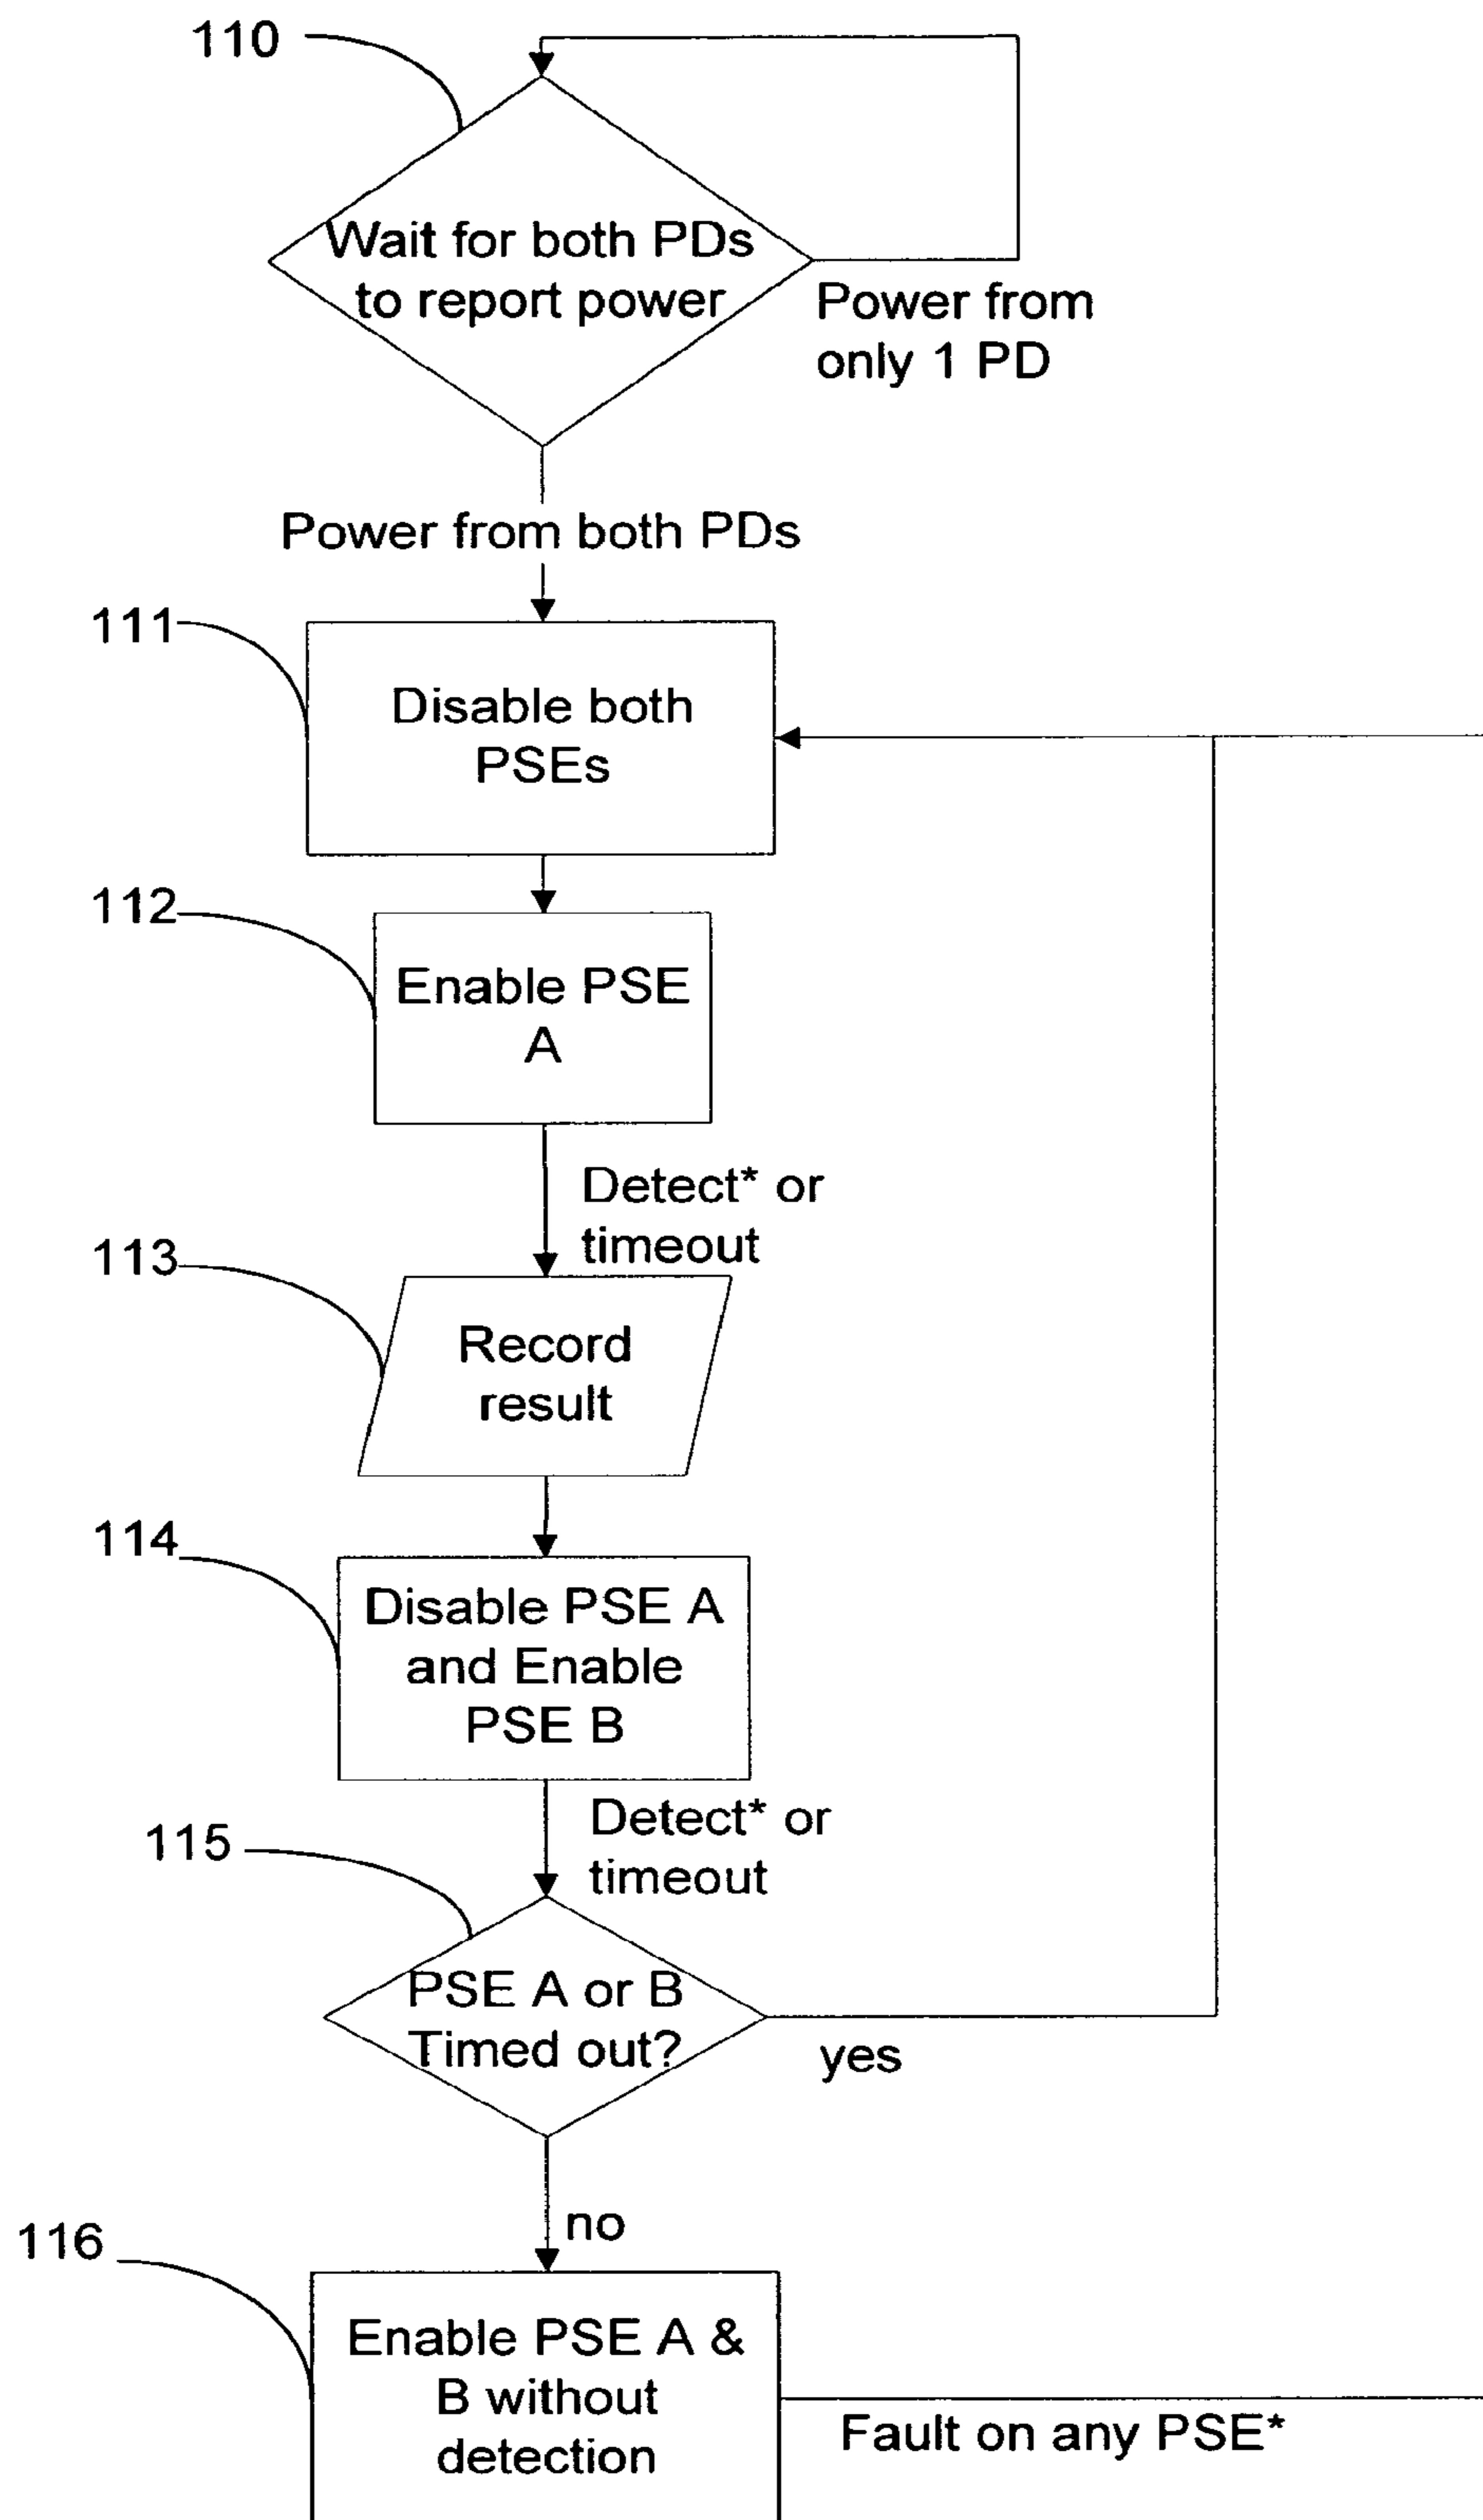 110
Wait for both PDs
to report power
Power from
only 1 PD
Power from both PDs
111
Disable both
PSEs
112
Enable PSE
A
Detect* or
timeout
113
Record
result
114
Disable PSE A
and Enable
PSE B
Detect* or
timeout
115
PSE A or B
Timed out?
yes
no
116
Enable PSE A &
B without
detection
Fault on any PSE*